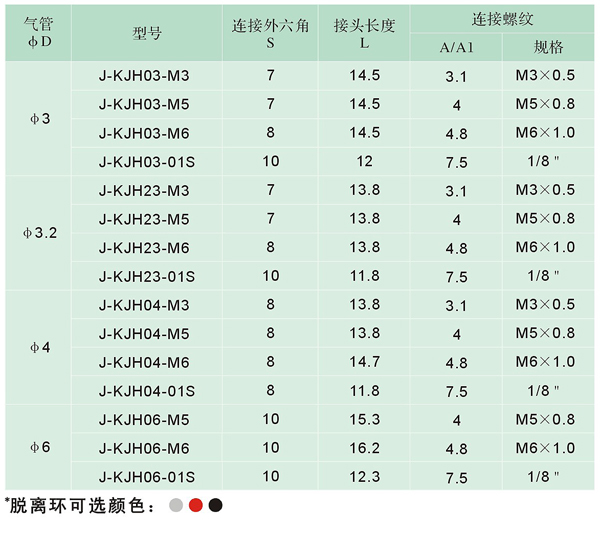 气管 φD 型号 连接外六角 S 接头长度 L 连接螺纹
A/A1 规格
φ3
J-KJH03-M3 7 14.5 3.1 M3×0.5
J-KJH03-M5 7 14.5 4 M5×0.8
J-KJH03-M6 8 14.5 4.8 M6×1.0
J-KJH03-01S 10 12 7.5 1/8"
φ3.2
J-KJH23-M3 7 13.8 3.1 M3×0.5
J-KJH23-M5 7 13.8 4 M5×0.8
J-KJH23-M6 8 13.8 4.8 M6×1.0
J-KJH23-01S 10 11.8 7.5 1/8"
φ4
J-KJH04-M3 8 13.8 3.1 M3×0.5
J-KJH04-M5 8 13.8 4 M5×0.8
J-KJH04-M6 8 14.7 4.8 M6×1.0
J-KJH04-01S 8 11.8 7.5 1/8"
φ6
J-KJH06-M5 10 15.3 4 M5×0.8
J-KJH06-M6 10 16.2 4.8 M6×1.0
J-KJH06-01S 10 12.3 7.5 1/8"
*脱离环可选颜色：